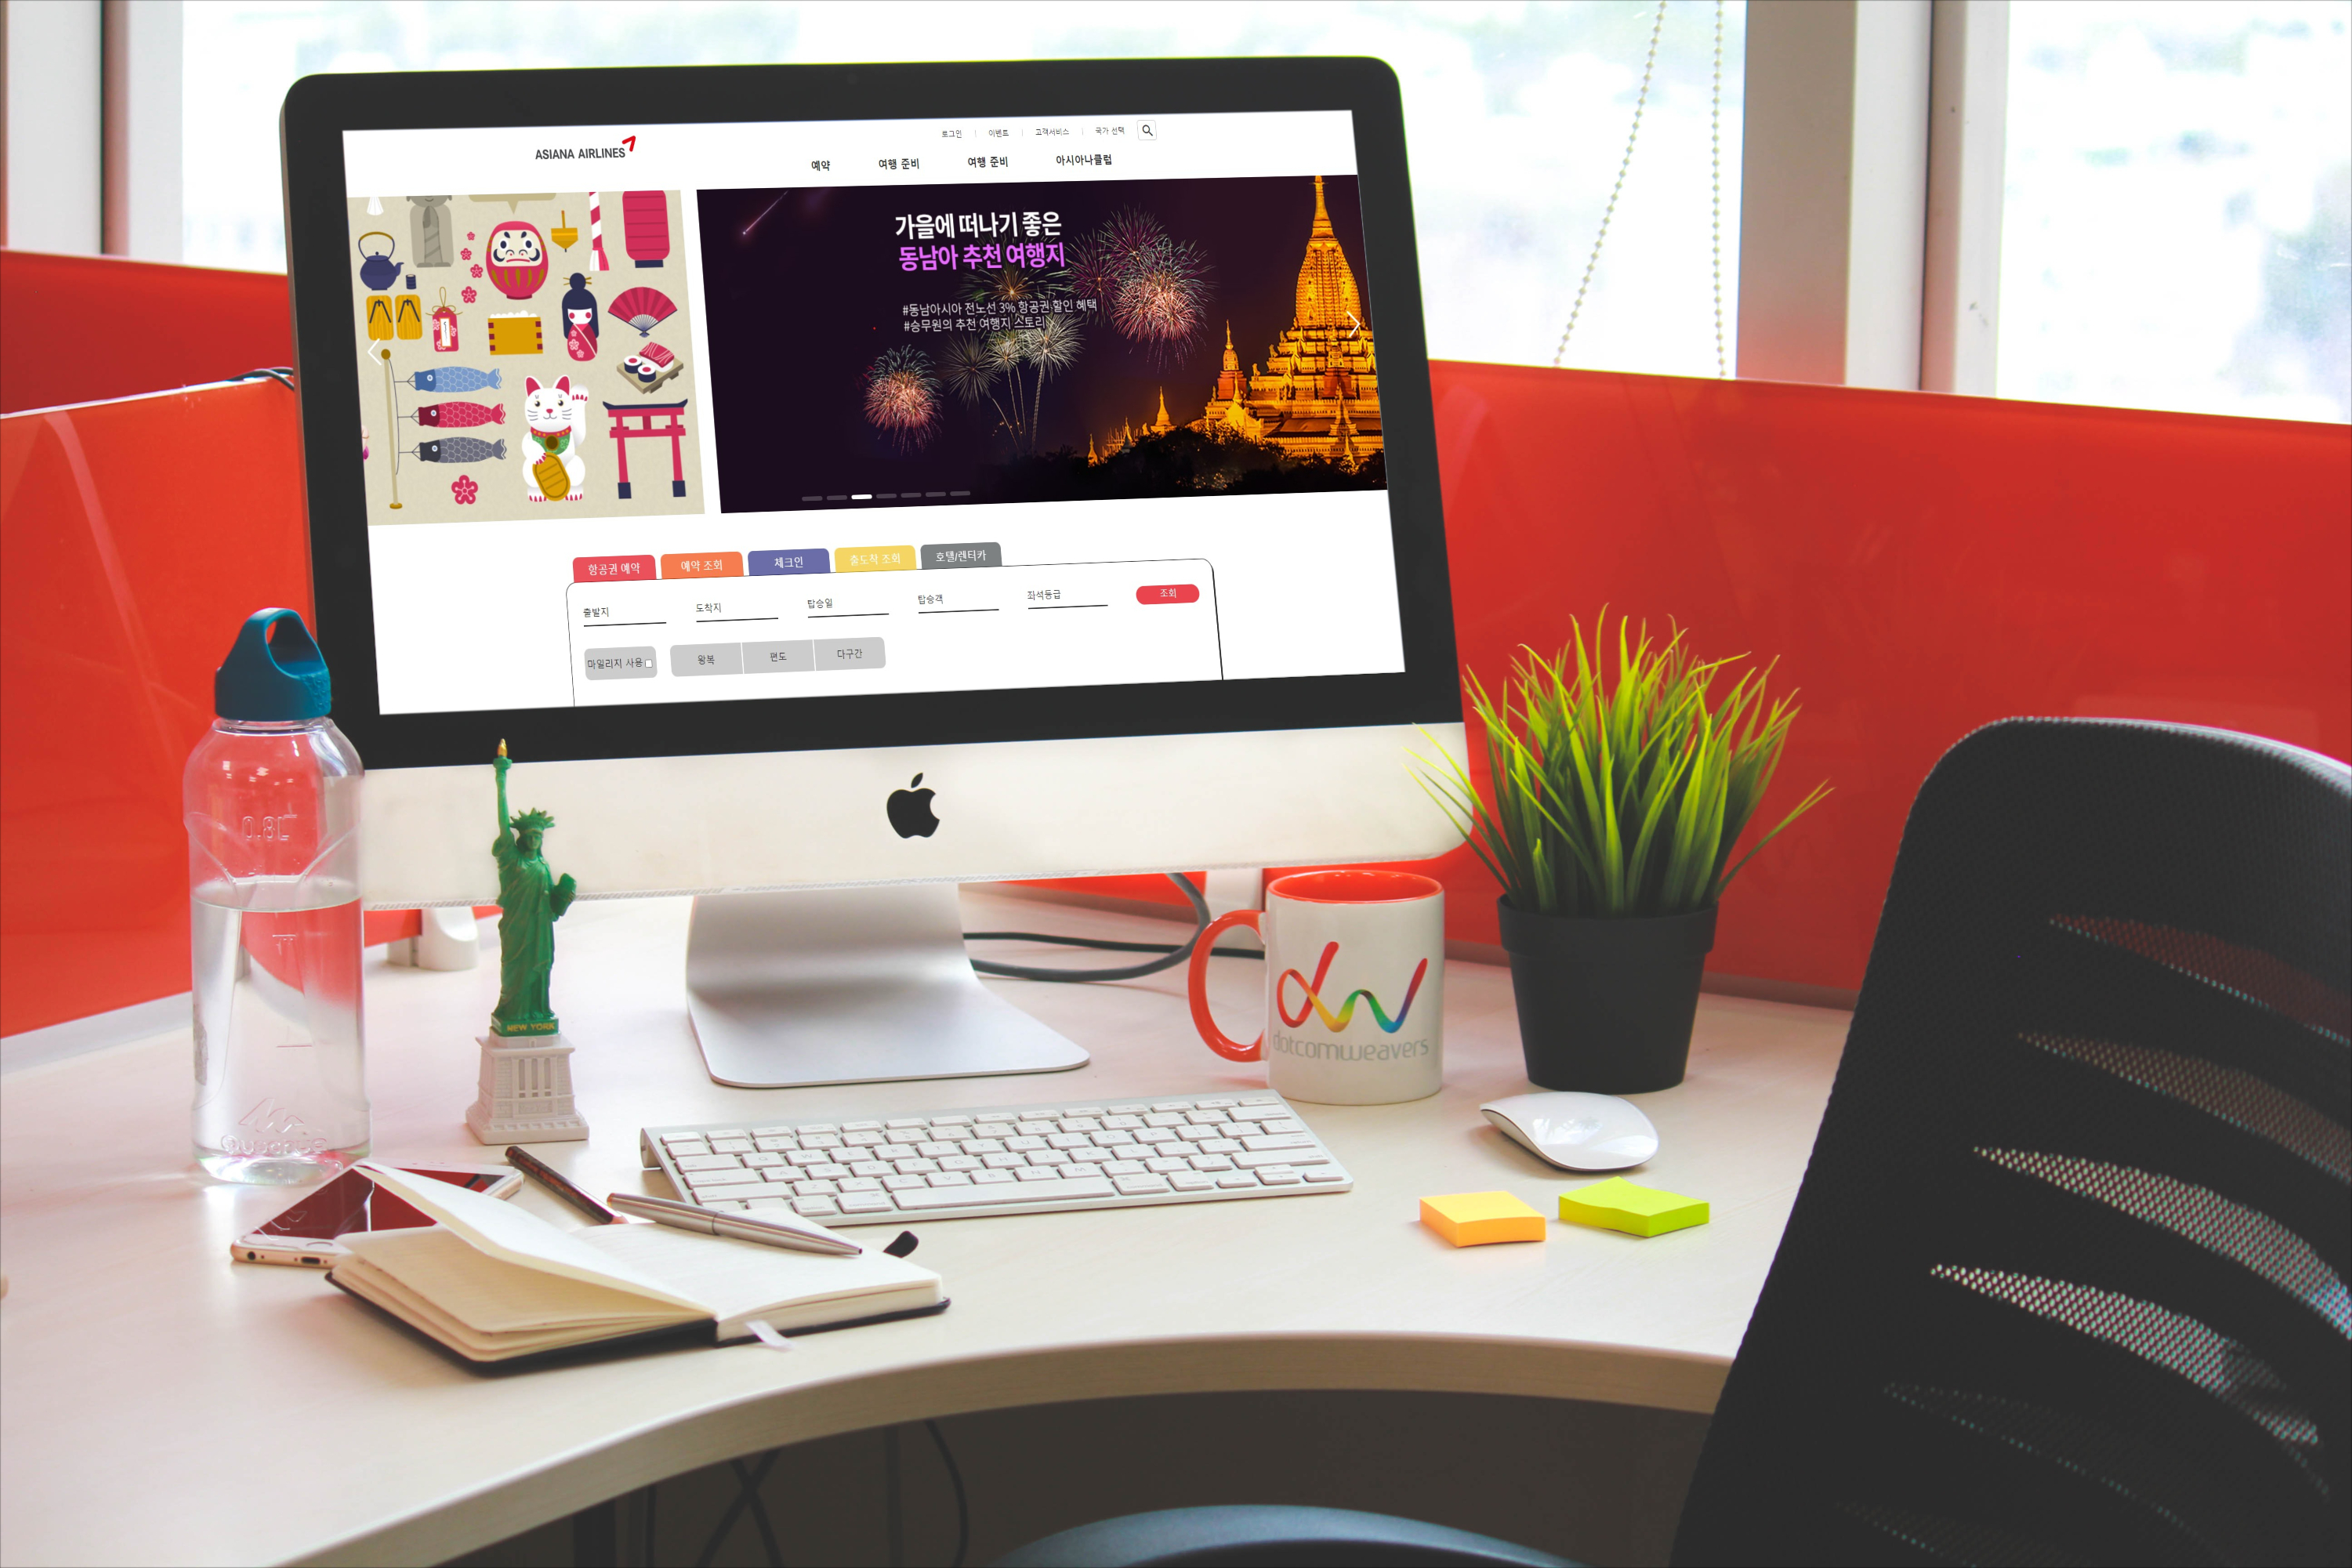 ASIANA AIRLINES
로그인 이벤트 고객서비스 국가 선택
예약 여행 준비 여행 준비 아시아나클럽
가을에 떠나기 좋은
동남아 추천 여행지
#동남아시아 전노선 3% 항공권 할인 혜택
#승무원의 추천 여행지 스토리
항공권 예약 예약 조회 체크인 출도착 조회 호텔/렌터카
출발지 도착지 탑승일 탑승객 좌석등급 조회
마일리지 사용 왕복 편도 다구간
0.8L
NEW YORK
dw
dotcomweavers
Quechua